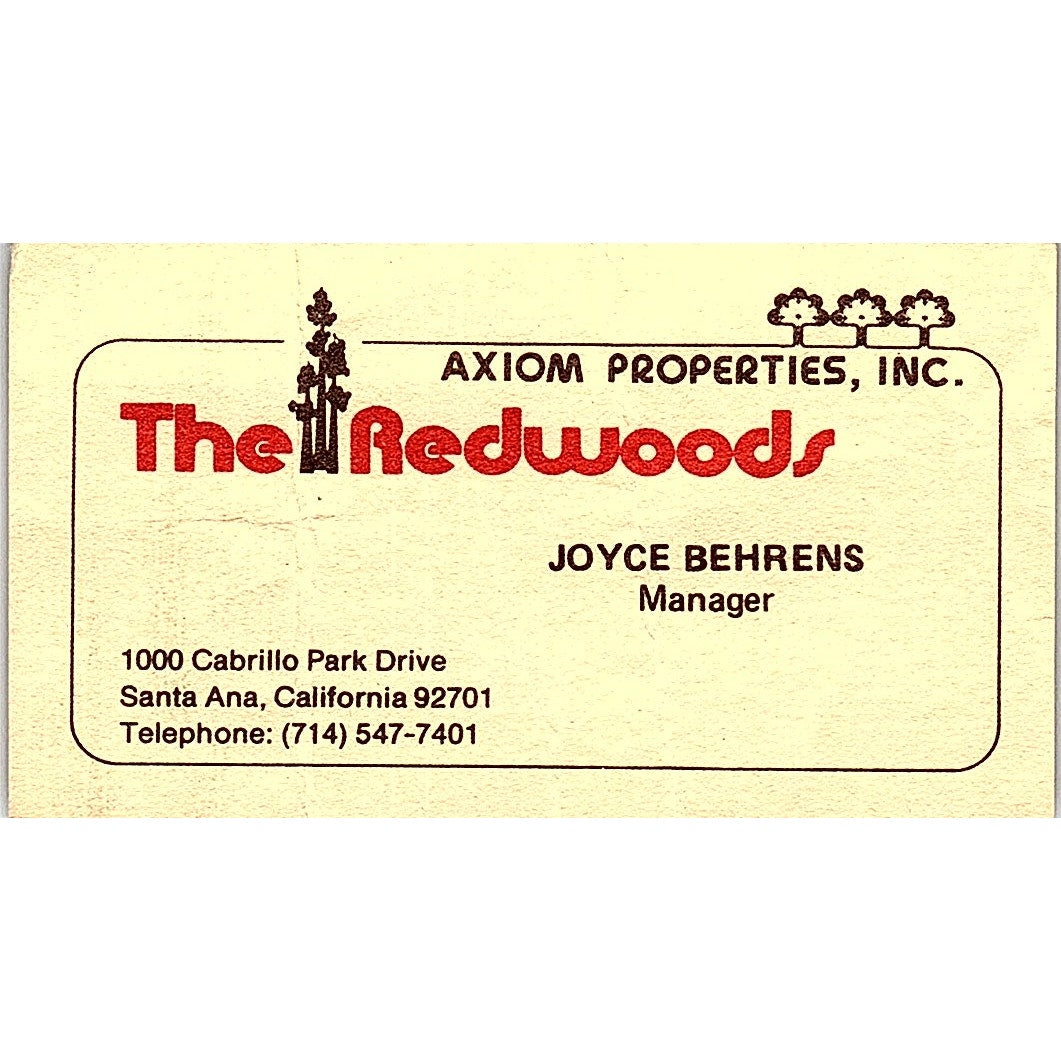 AXIOM PROPERTIES, INC.
The Redwoods
JOYCE BEHRENS
Manager
1000 Cabrillo Park Drive
Santa Ana, California 92701
Telephone: (714) 547-7401